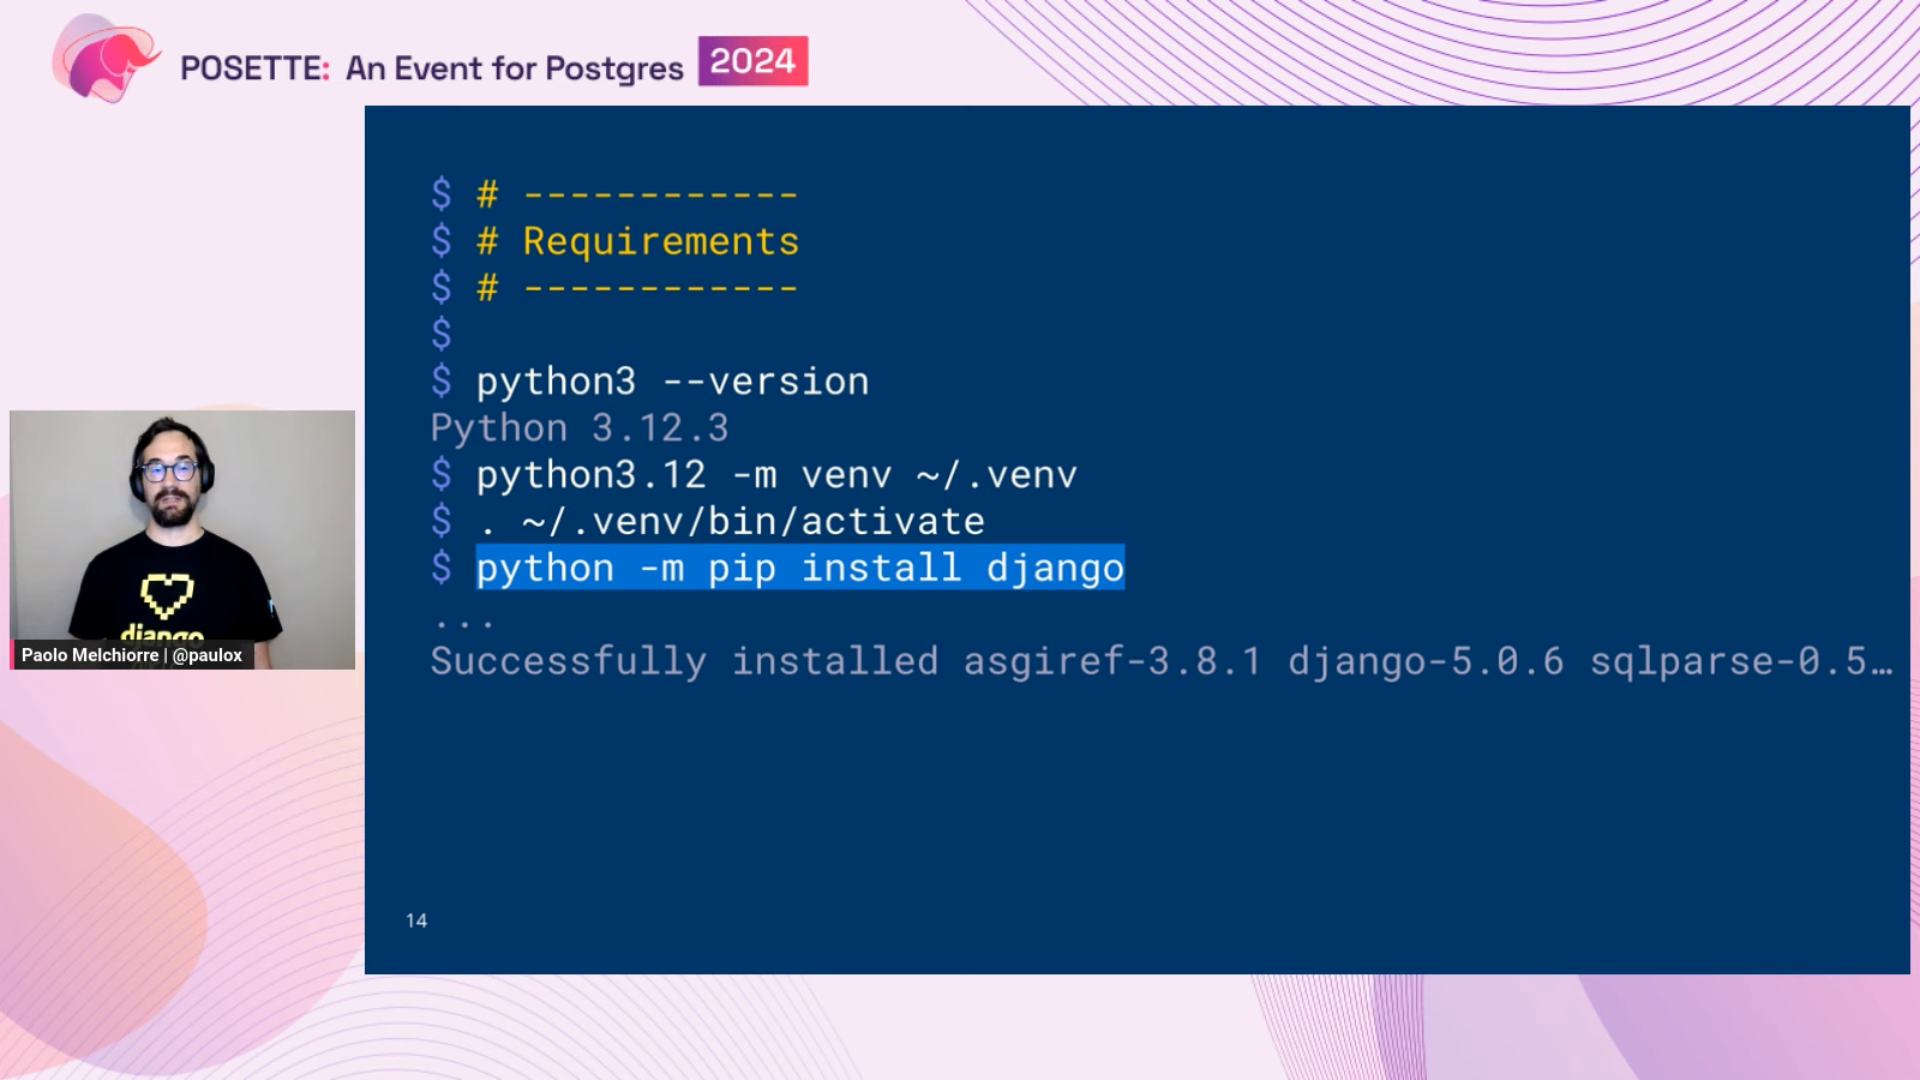 POSETTE: An Event for Postgres 2024
$ # ------------
$ # Requirements
$ # ------------
$
$ python3 --version
Python 3.12.3
$ python3.12 -m venv ~/.venv
$ . ~/.venv/bin/activate
$ python -m pip install django
...
Successfully installed asgiref-3.8.1 django-5.0.6 sqlparse-0.5…
django
Paolo Melchiorre | @paulox
14